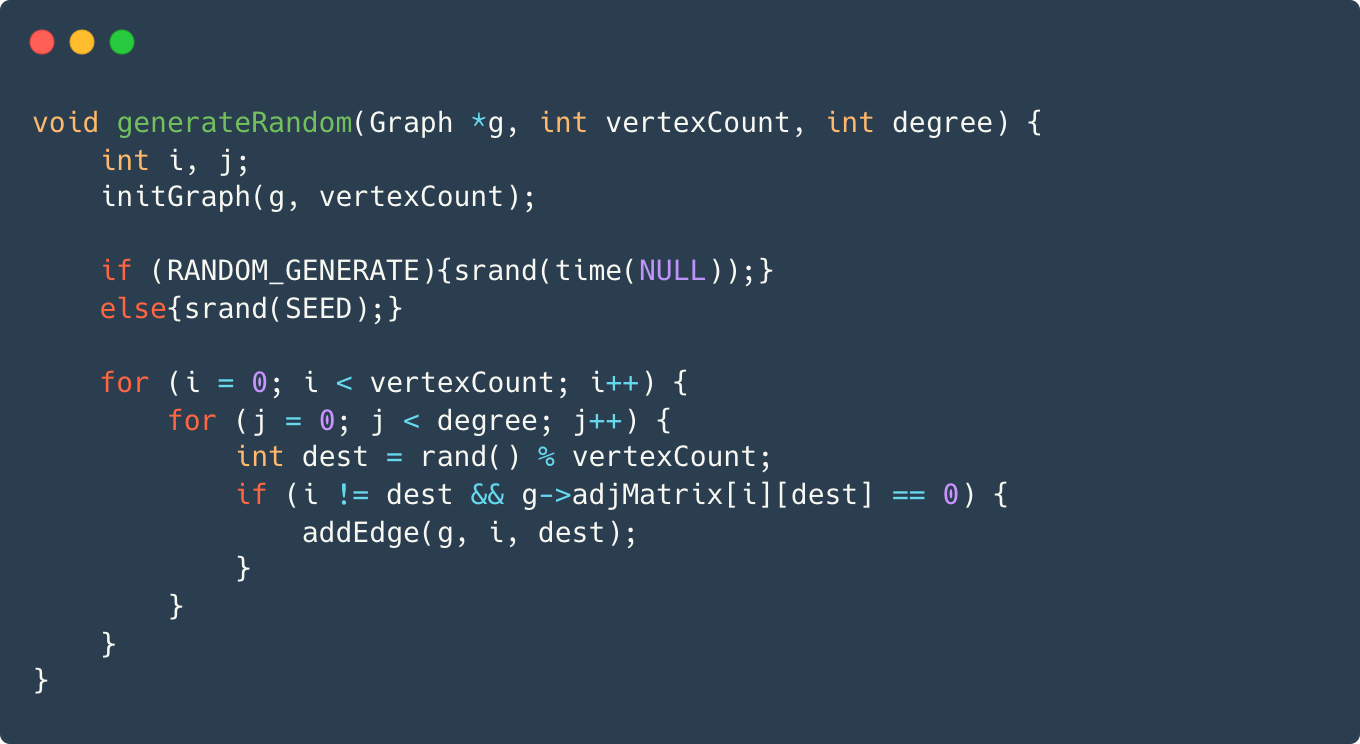 void generateRandom(Graph *g, int vertexCount, int degree) {
    int i, j;
    initGraph(g, vertexCount);

    if (RANDOM_GENERATE){srand(time(NULL));}
    else{srand(SEED);}

    for (i = 0; i < vertexCount; i++) {
        for (j = 0; j < degree; j++) {
            int dest = rand() % vertexCount;
            if (i != dest && g->adjMatrix[i][dest] == 0) {
                addEdge(g, i, dest);
            }
        }
    }
}